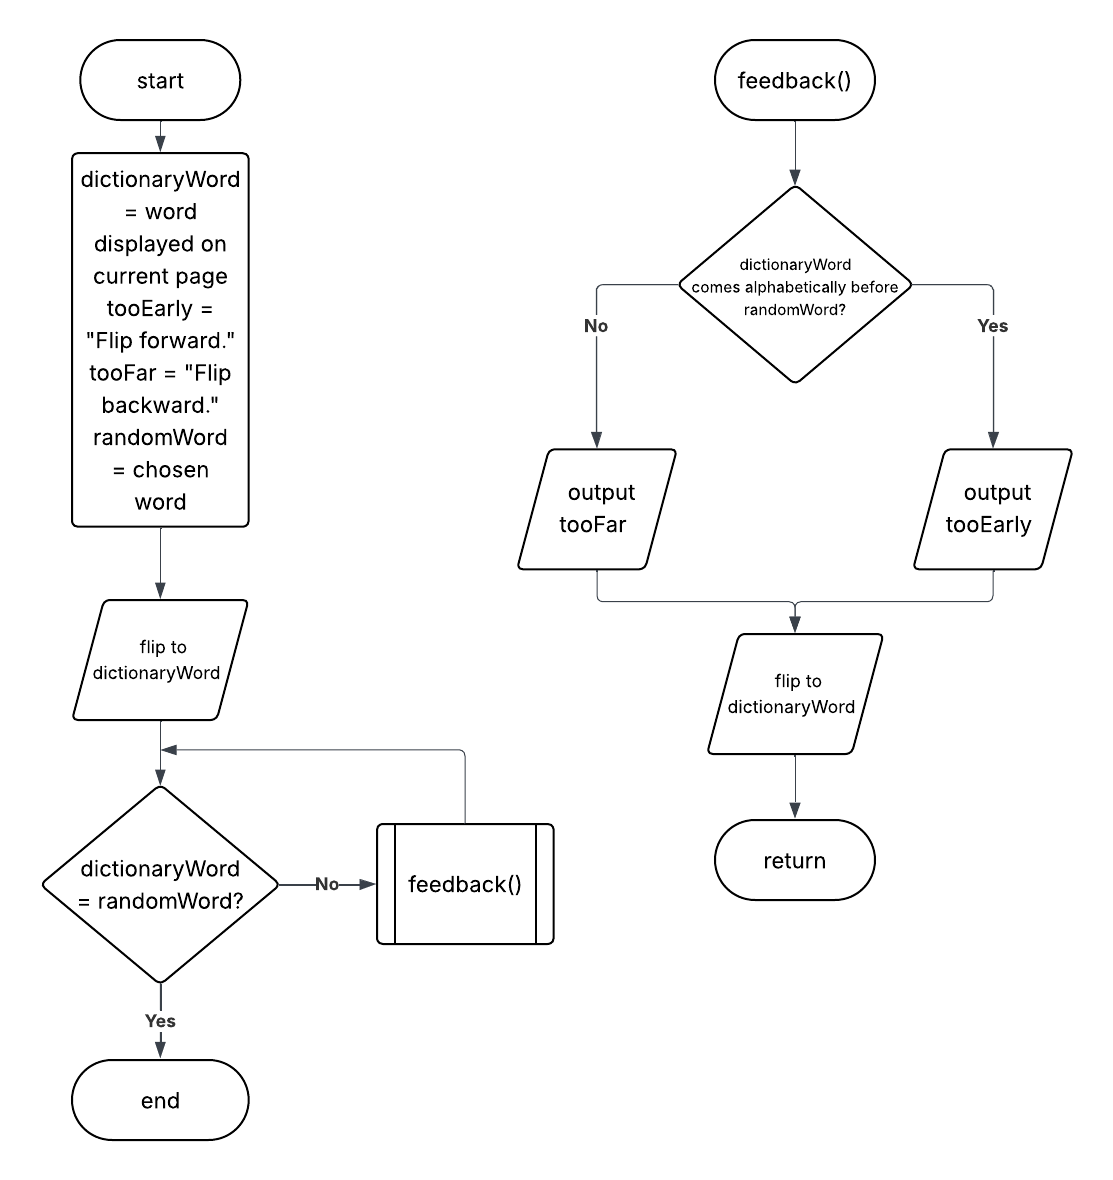 start
dictionaryWord
= word
displayed on
current page
tooEarly =
"Flip forward."
tooFar = "Flip
backward."
randomWord
= chosen
word
flip to
dictionaryWord
dictionaryWord
= randomWord?
No
feedback()
Yes
end
feedback()
dictionaryWord
comes alphabetically before
randomWord?
No
Yes
output
tooFar
output
tooEarly
flip to
dictionaryWord
return